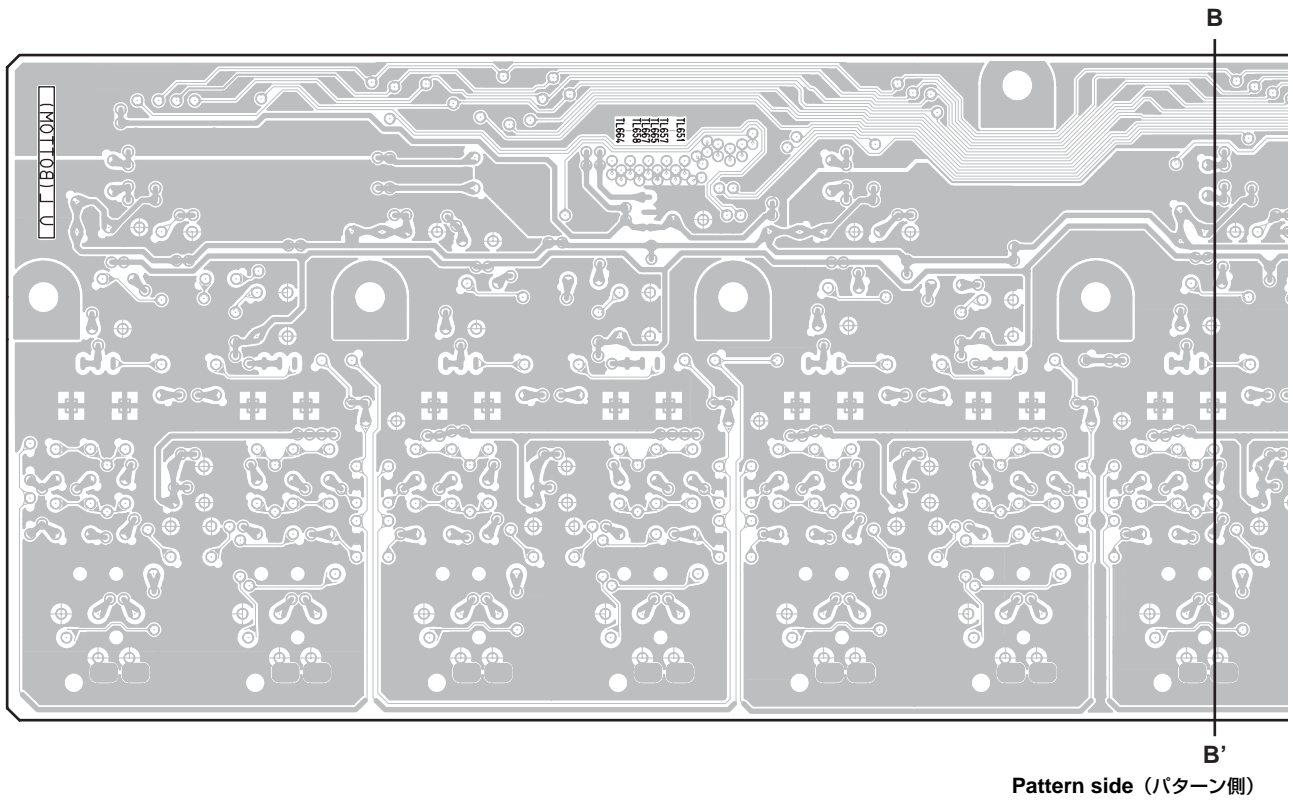 B
TL664
TL658
TL667
TL665
TL657
TL651
B’
Pattern side（パターン側）